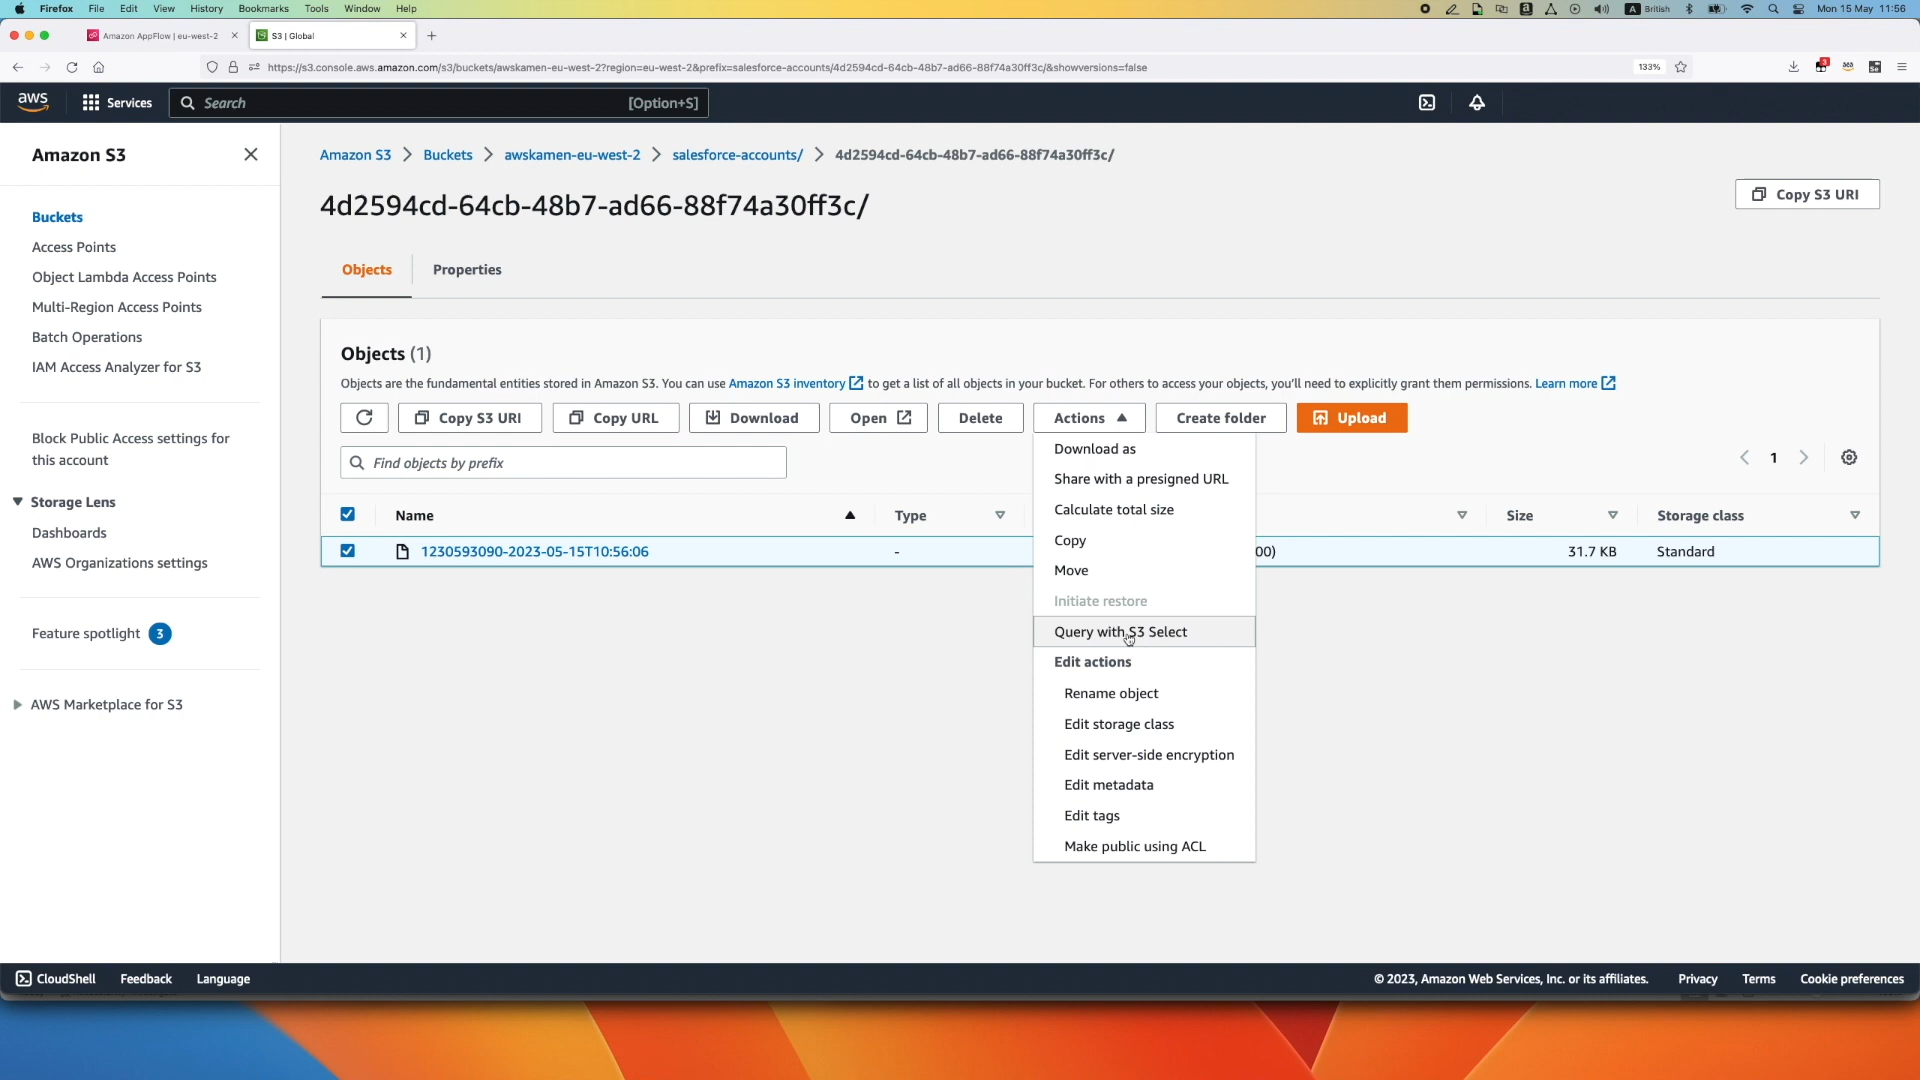 Firefox File Edit View History Bookmarks Tools Window Help
A British Mon 15 May 11:56
Amazon AppFlow | eu-west-2
S3 | Global
https://s3.console.aws.amazon.com/s3/buckets/awskamen-eu-west-2?region=eu-west-2&prefix=salesforce-accounts/4d2594cd-64cb-48b7-ad66-88f74a30ff3c/&showversions=false
133%
3
aws Services Search [Option+S]
Amazon S3
Buckets
Access Points
Object Lambda Access Points
Multi-Region Access Points
Batch Operations
IAM Access Analyzer for S3
Block Public Access settings for
this account
Storage Lens
Dashboards
AWS Organizations settings
Feature spotlight 3
AWS Marketplace for S3
Amazon S3 > Buckets > awskamen-eu-west-2 > salesforce-accounts/ > 4d2594cd-64cb-48b7-ad66-88f74a30ff3c/
4d2594cd-64cb-48b7-ad66-88f74a30ff3c/
Copy S3 URI
Objects
Properties
Objects (1)
Objects are the fundamental entities stored in Amazon S3. You can use Amazon S3 inventory to get a list of all objects in your bucket. For others to access your objects, you'll need to explicitly grant them permissions. Learn more
Copy S3 URI Copy URL Download Open Delete Actions Create folder Upload
Find objects by prefix
1
Name Type Size Storage class
1230593090-2023-05-15T10:56:06 - 00) 31.7 KB Standard
Download as
Share with a presigned URL
Calculate total size
Copy
Move
Initiate restore
Query with S3 Select
Edit actions
Rename object
Edit storage class
Edit server-side encryption
Edit metadata
Edit tags
Make public using ACL
CloudShell Feedback Language
© 2023, Amazon Web Services, Inc. or its affiliates. Privacy Terms Cookie preferences